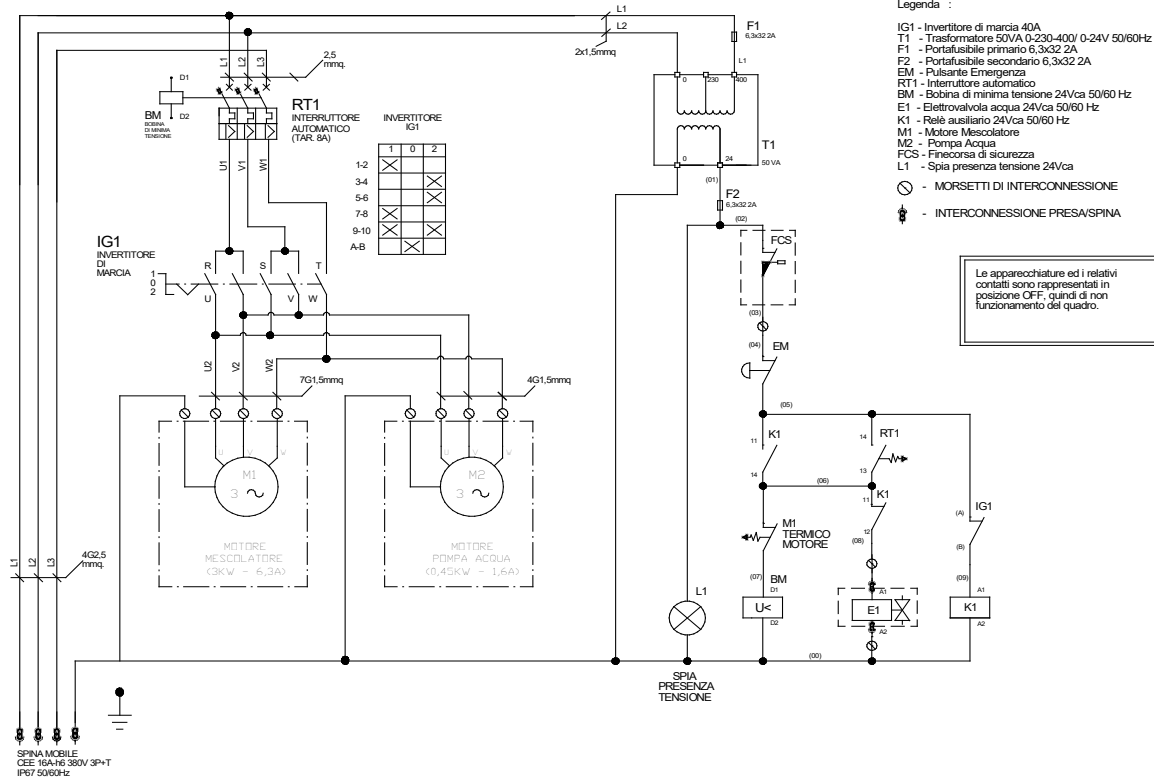 L1
L2
F1
6,3x32 2A
2x1,5mmq
L1
Legenda :
IG1 - Invertitore di marcia 40A
T1 - Trasformatore 50VA 0-230-400/ 0-24V 50/60Hz
F1 - Portafusibile primario 6,3x32 2A
F2 - Portafusibile secondario 6,3x32 2A
EM - Pulsante Emergenza
RT1 - Interruttore automatico
BM - Bobina di minima tensione 24Vca 50/60 Hz
E1 - Elettrovalvola acqua 24Vca 50/60 Hz
K1 - Relè ausiliario 24Vca 50/60 Hz
M1 - Motore Mescolatore
M2 - Pompa Acqua
FCS - Finecorsa di sicurezza
L1 - Spia presenza tensione 24Vca
- MORSETTI DI INTERCONNESSIONE
- INTERCONNESSIONE PRESA/SPINA
Le apparecchiature ed i relativi
contatti sono rappresentati in
posizione OFF, quindi di non
funzionamento del quadro.
L1
L2
L3
2,5
mmq.
D1
BM
D2
BOBINA
DI MINIMA
TENSIONE
RT1
INTERRUTTORE
AUTOMATICO
(TAR. 8A)
U1
V1
W1
INVERTITORE
IG1
1 0 2
1-2
3-4
5-6
7-8
9-10
A-B
0
230
400
0
24
T1
50 VA
(01)
F2
6,3x32 2A
(02)
FCS
(03)
(04)
EM
(05)
IG1
INVERTITORE
DI
MARCIA
1
0
2
R
S
T
U
V
W
U2
V2
W2
7G1,5mmq
4G1,5mmq
U V W
M1
3
MOTORE
MESCOLATORE
(3KW - 6,3A)
U V W
M2
3
MOTORE
POMPA ACQUA
(0,45KW - 1,6A)
11
K1
14
14
RT1
13
(06)
11
K1
12
(08)
(A)
IG1
(B)
(09)
M1
TERMICO
MOTORE
(07)
BM
D1
U<
D2
A1
E1
A2
A1
K1
A2
(00)
L1
SPIA
PRESENZA
TENSIONE
L1
L2
L3
4G2,5
mmq.
SPINA MOBILE
CEE 16A-h6 380V 3P+T
IP67 50/60Hz